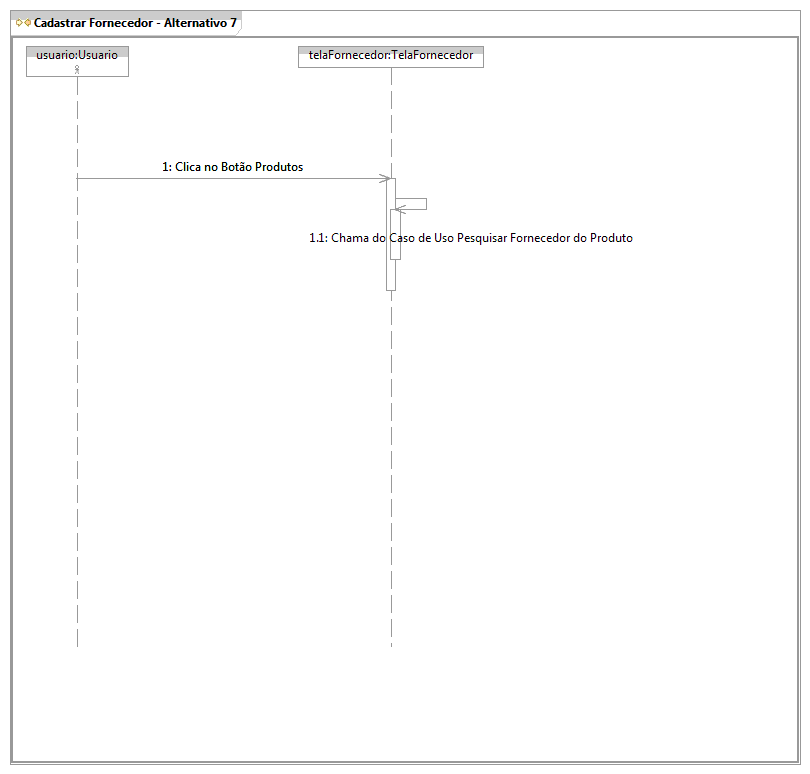 Cadastrar Fornecedor - Alternativo 7
usuario:Usuario
telaFornecedor:TelaFornecedor
1: Clica no Botão Produtos
1.1: Chama do Caso de Uso Pesquisar Fornecedor do Produto